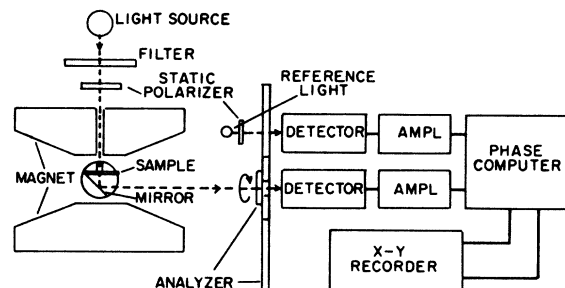 LIGHT SOURCE
FILTER
STATIC
POLARIZER
REFERENCE
LIGHT
DETECTOR
AMPL
PHASE
COMPUTER
SAMPLE
MAGNET
MIRROR
DETECTOR
AMPL
X-Y
RECORDER
ANALYZER